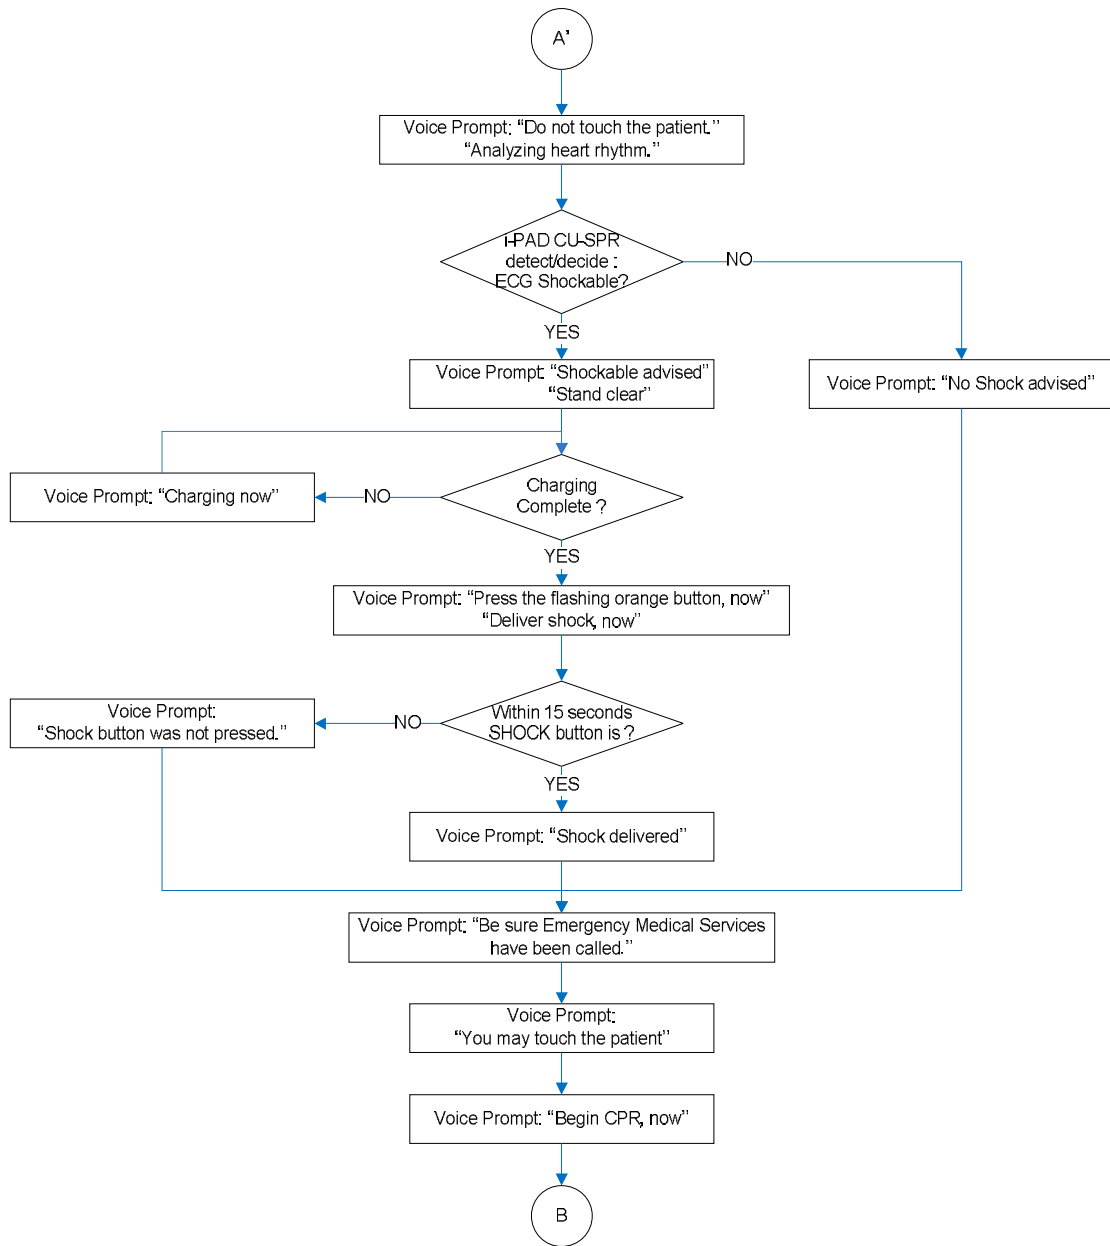 A’
Voice Prompt: “Do not touch the patient.”
“Analyzing heart rhythm.”
i-PAD CU-SPR
detect/decide :
ECG Shockable?
NO
YES
Voice Prompt: “Shockable advised”
“Stand clear”
Voice Prompt: “No Shock advised”
Voice Prompt: “Charging now”
NO
Charging
Complete ?
YES
Voice Prompt: “Press the flashing orange button, now”
“Deliver shock, now”
Voice Prompt:
“Shock button was not pressed.”
NO
Within 15 seconds
SHOCK button is ?
YES
Voice Prompt: “Shock delivered”
Voice Prompt: “Be sure Emergency Medical Services
have been called.”
Voice Prompt:
“You may touch the patient”
Voice Prompt: “Begin CPR, now”
B